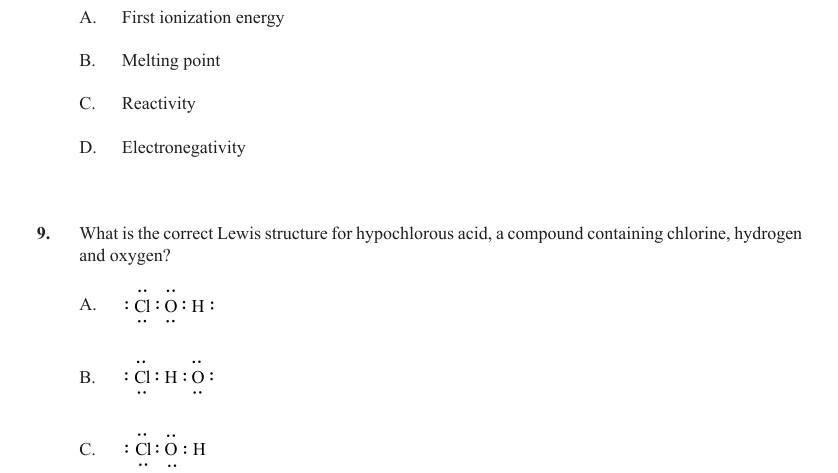 A. First ionization energy
B. Melting point
C. Reactivity
D. Electronegativity
9. What is the correct Lewis structure for hypochlorous acid, a compound containing chlorine, hydrogen
and oxygen?
.. ..
A. : Cl : O : H :
.. ..
.. ..
B. : Cl : H : O :
.. ..
.. ..
C. : Cl : O : H
.. ..